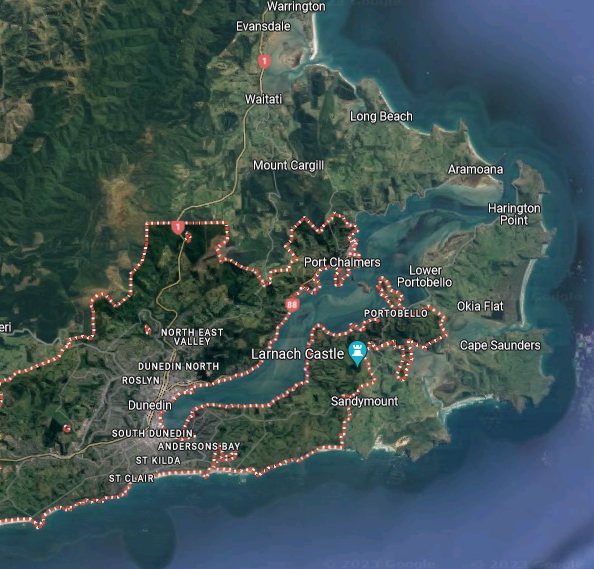 Warrington
Evansdale
1
Waitati
Long Beach
Mount Cargill
Aramoana
Harington
Point
1
Port Chalmers
Lower
Portobello
88
Okia Flat
PORTOBELLO
eri
NORTH EAST
VALLEY
Cape Saunders
Larnach Castle
DUNEDIN NORTH
ROSLYN
Sandymount
Dunedin
SOUTH DUNEDIN
ANDERSONS BAY
ST KILDA
ST CLAIR